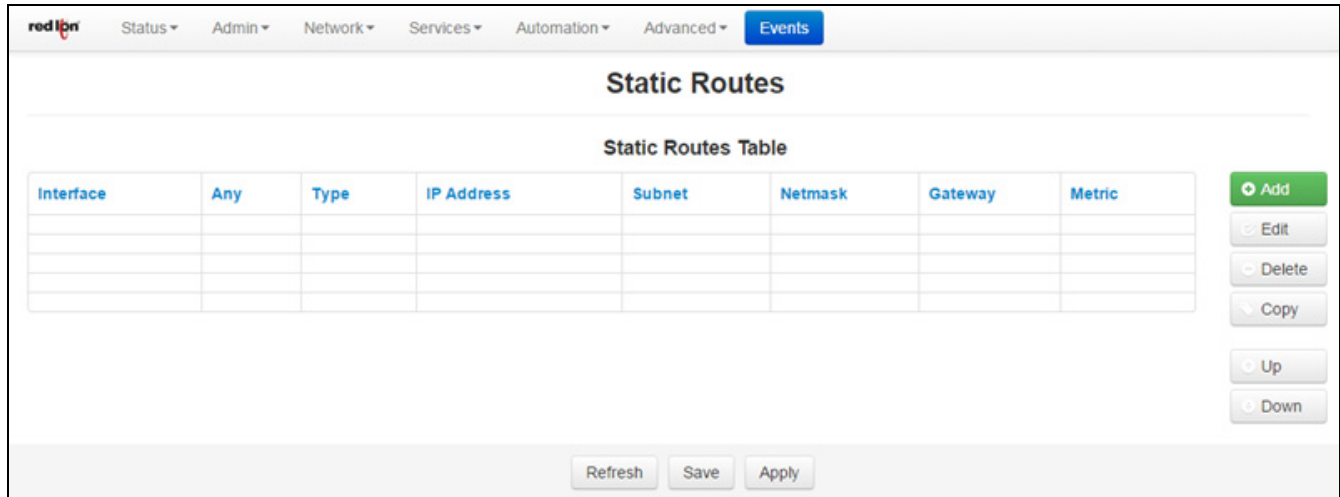 red lion Status Admin Network Services Automation Advanced Events
Static Routes
Static Routes Table
Interface Any Type IP Address Subnet Netmask Gateway Metric
Add
Edit
Delete
Copy
Up
Down
Refresh Save Apply